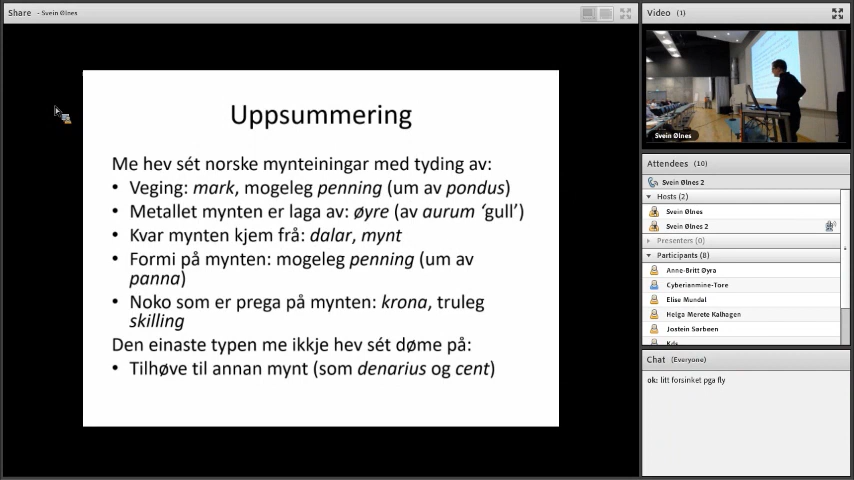 Share - Svein Ølnes
Uppsummering
Me hev sét norske mynteiningar med tyding av:
• Veging: mark, mogeleg penning (um av pondus)
• Metallet mynten er laga av: øyre (av aurum ‘gull’)
• Kvar mynten kjem frå: dalar, mynt
• Formi på mynten: mogeleg penning (um av
panna)
• Noko som er prega på mynten: krona, truleg
skilling
Den einaste typen me ikkje hev sét døme på:
• Tilhøve til annan mynt (som denarius og cent)
Video (1)
Svein Ølnes
Attendees (10)
Svein Ølnes 2
Hosts (2)
Svein Ølnes
Svein Ølnes 2
Presenters (0)
Participants (8)
Anne-Britt Øyra
Cyberianmine-Tore
Elise Mundal
Helga Merete Kalhagen
Jostein Sørbøen
Chat (Everyone)
ok: litt forsinket pga fly